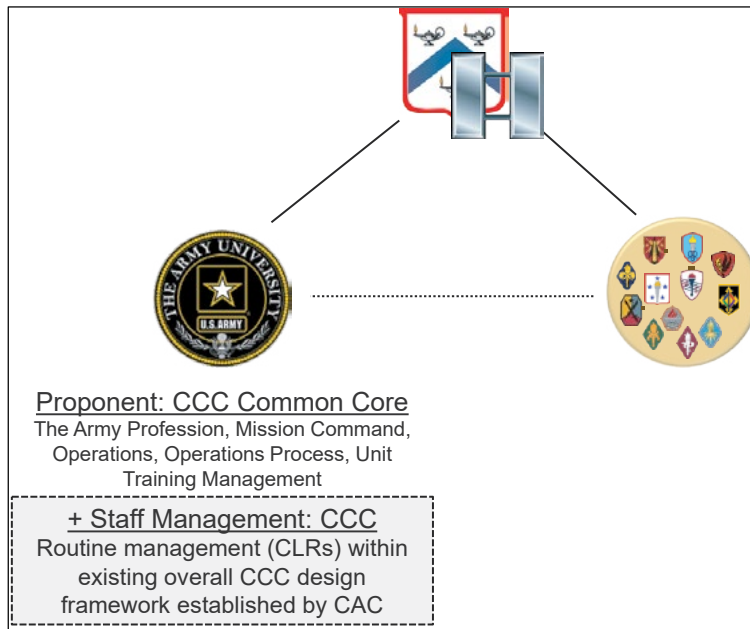 THE ARMY UNIVERSITY
U.S. ARMY
Proponent: CCC Common Core
The Army Profession, Mission Command,
Operations, Operations Process, Unit
Training Management
+ Staff Management: CCC
Routine management (CLRs) within
existing overall CCC design
framework established by CAC